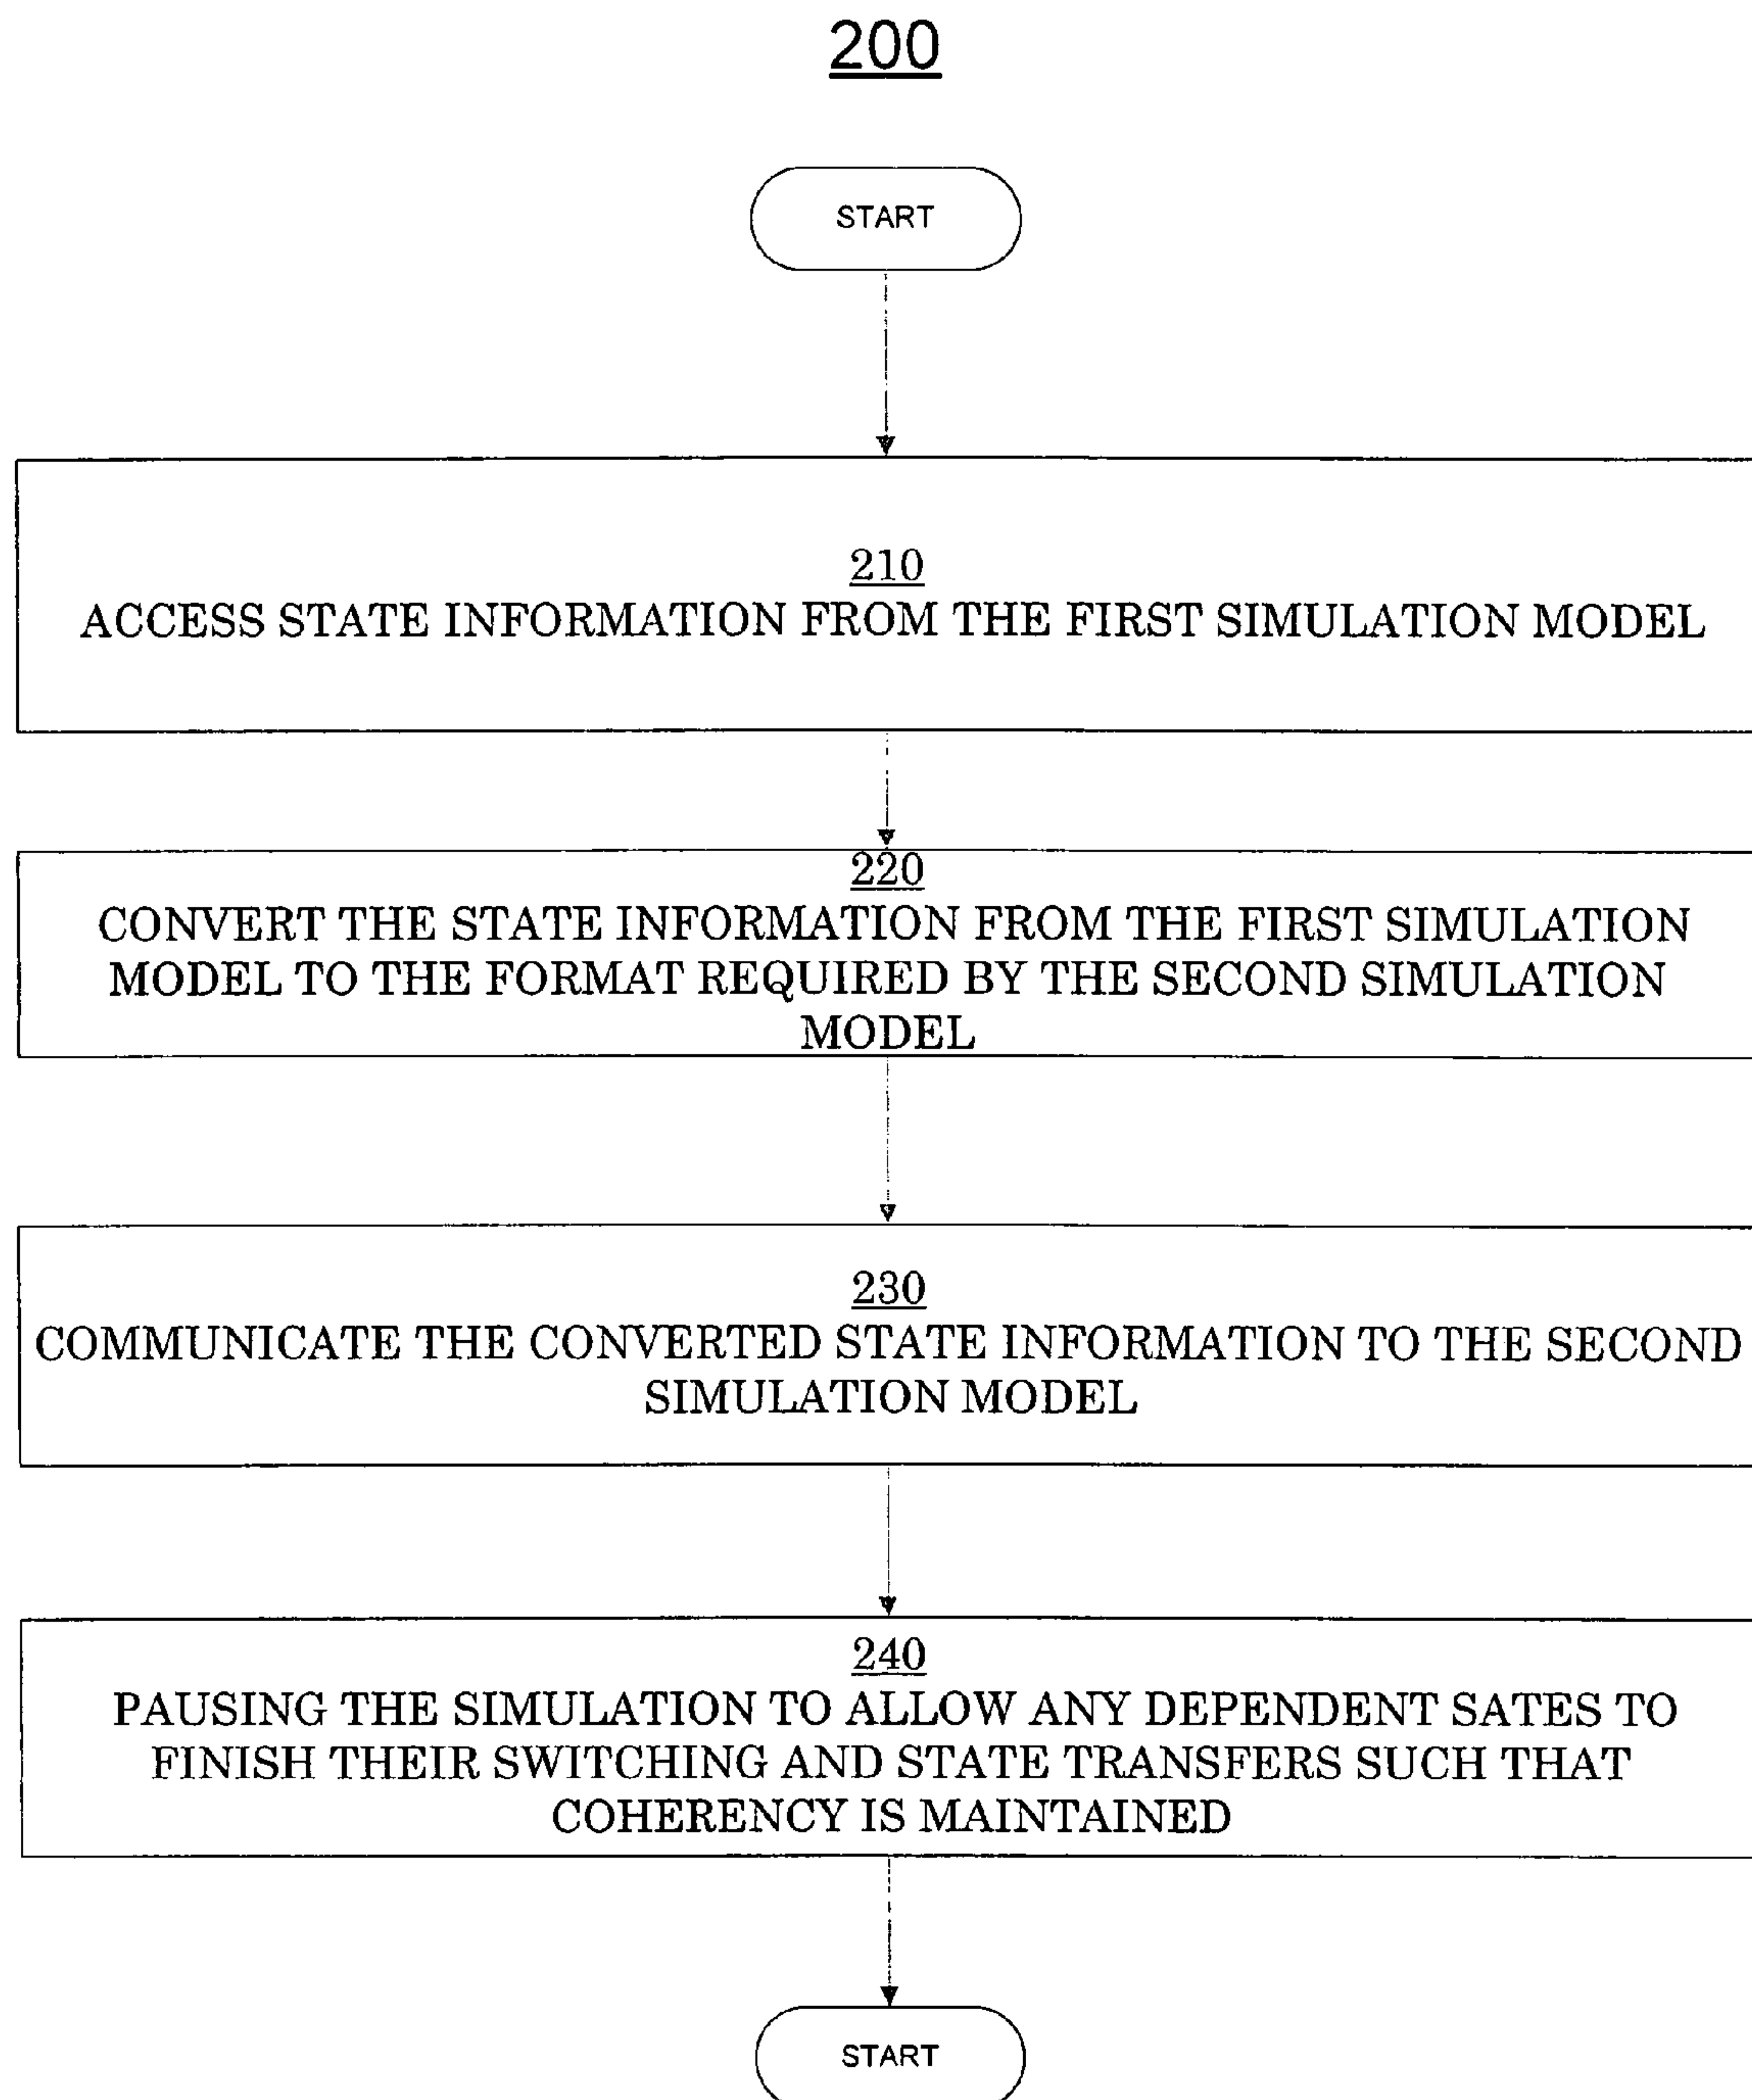 200
START
210
ACCESS STATE INFORMATION FROM THE FIRST SIMULATION MODEL
220
CONVERT THE STATE INFORMATION FROM THE FIRST SIMULATION
MODEL TO THE FORMAT REQUIRED BY THE SECOND SIMULATION
MODEL
230
COMMUNICATE THE CONVERTED STATE INFORMATION TO THE SECOND
SIMULATION MODEL
240
PAUSING THE SIMULATION TO ALLOW ANY DEPENDENT SATES TO
FINISH THEIR SWITCHING AND STATE TRANSFERS SUCH THAT
COHERENCY IS MAINTAINED
START